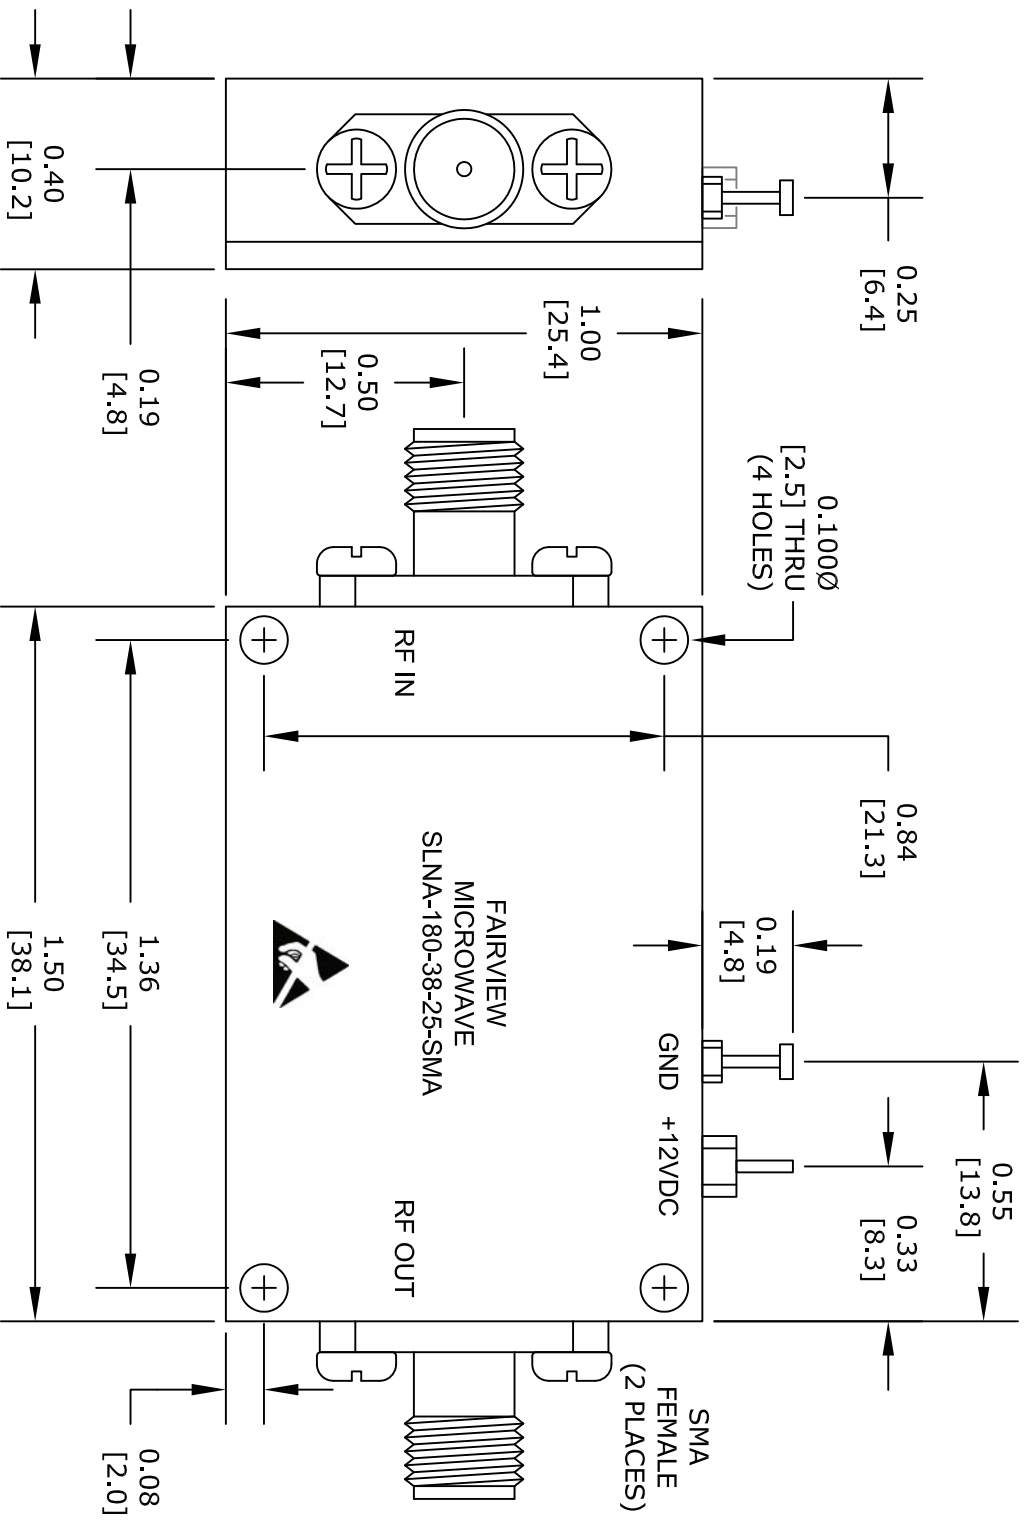 0.40
[10.2]
0.19
[4.8]
0.25
[6.4]
1.00
[25.4]
0.50
[12.7]
0.100Ø
[2.5] THRU
(4 HOLES)
0.84
[21.3]
0.19
[4.8]
0.55
[13.8]
0.33
[8.3]
GND +12VDC
RF IN
FAIRVIEW
MICROWAVE
SLNA-180-38-25-SMA
RF OUT
SMA
FEMALE
(2 PLACES)
1.36
[34.5]
1.50
[38.1]
0.08
[2.0]